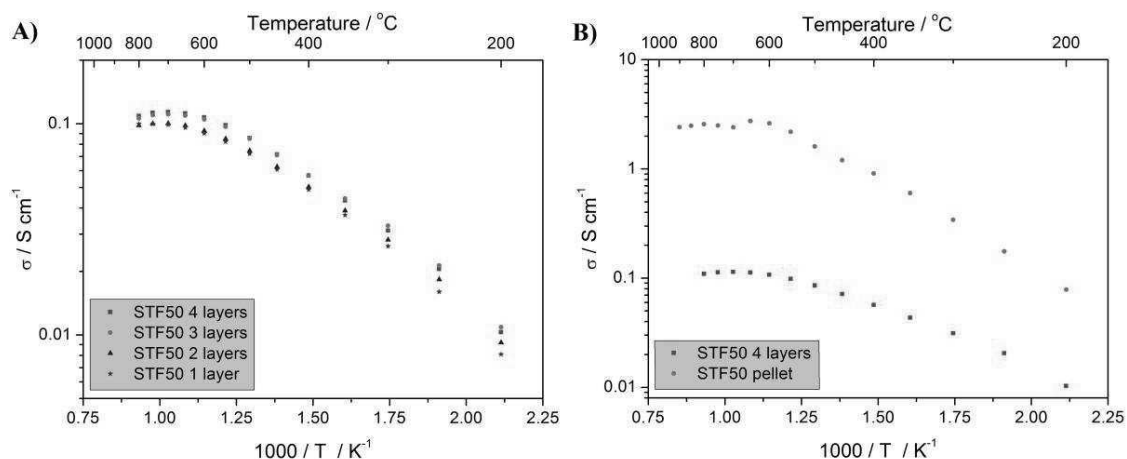 A)
Temperature / °C
1000 800 600 400 200
0.1
0.01
σ / S cm⁻¹
STF50 4 layers
STF50 3 layers
STF50 2 layers
STF50 1 layer
0.75 1.00 1.25 1.50 1.75 2.00 2.25
1000 / T / K⁻¹
B)
Temperature / °C
1000 800 600 400 200
10
1
0.1
0.01
σ / S cm⁻¹
STF50 4 layers
STF50 pellet
0.75 1.00 1.25 1.50 1.75 2.00 2.25
1000 / T / K⁻¹